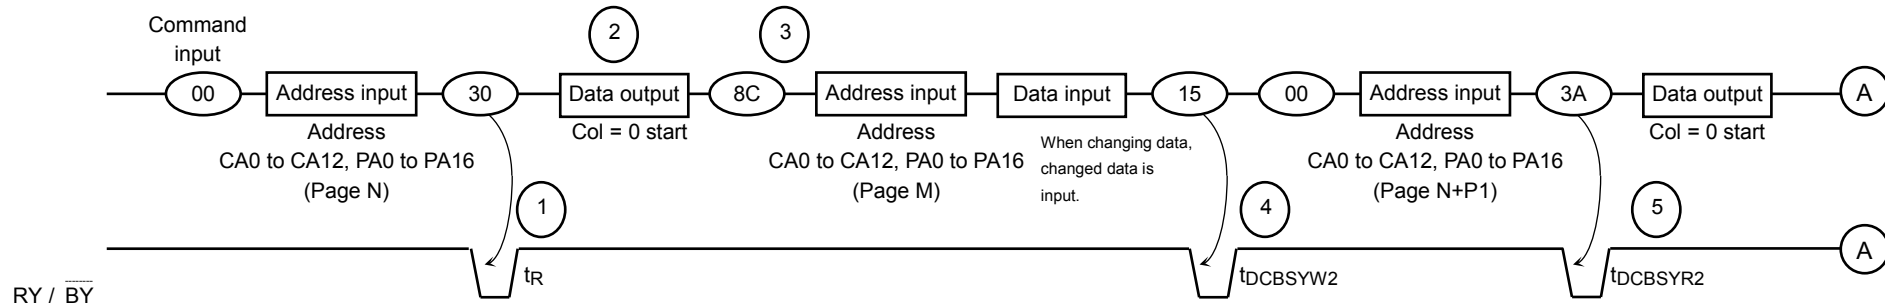 Command
input
2
3
00
Address input
30
Data output
8C
Address input
Data input
15
00
Address input
3A
Data output
A
Address
CA0 to CA12, PA0 to PA16
(Page N)
Col = 0 start
Address
CA0 to CA12, PA0 to PA16
(Page M)
When changing data,
changed data is
input.
Address
CA0 to CA12, PA0 to PA16
(Page N+P1)
Col = 0 start
1
4
5
A
tR
tDCBSYW2
tDCBSYR2
RY / BY